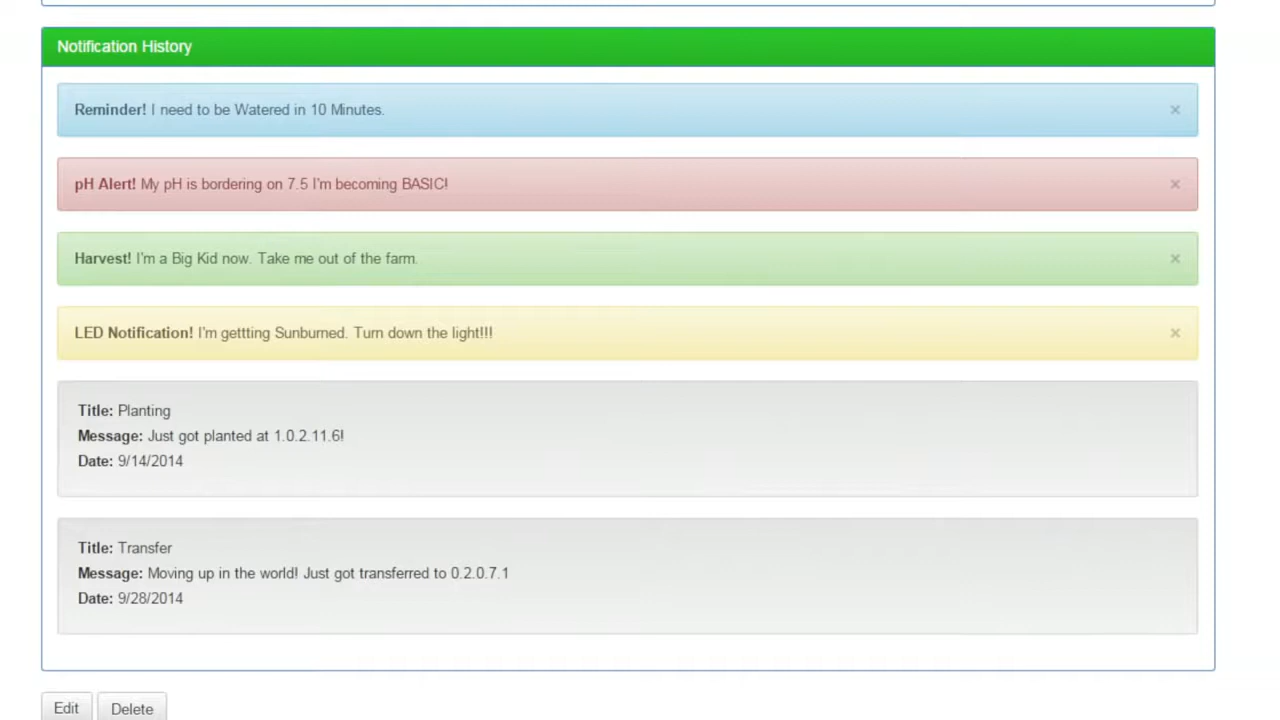 Notification History
Reminder! I need to be Watered in 10 Minutes.
×
pH Alert! My pH is bordering on 7.5 I'm becoming BASIC!
×
Harvest! I'm a Big Kid now. Take me out of the farm.
×
LED Notification! I'm gettting Sunburned. Turn down the light!!!
×
Title: Planting
Message: Just got planted at 1.0.2.11.6!
Date: 9/14/2014
Title: Transfer
Message: Moving up in the world! Just got transferred to 0.2.0.7.1
Date: 9/28/2014
Edit
Delete